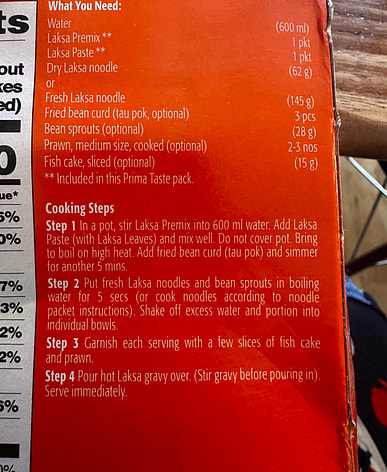 ts
What You Need:
Water (600 ml)
Laksa Premix ** 1 pkt
Laksa Paste ** 1 pkt
Dry Laksa noodle (62 g)
or
Fresh Laksa noodle (145 g)
Fried bean curd (tau pok, optional) 3 pcs
Bean sprouts (optional) (28 g)
Prawn, medium size, cooked (optional) 2-3 nos
Fish cake, sliced (optional) (15 g)
** Included in this Prima Taste pack.
Cooking Steps
Step 1 In a pot, stir Laksa Premix into 600 ml water. Add Laksa
Paste (with Laksa Leaves) and mix well. Do not cover pot. Bring
to boil on high heat. Add fried bean curd (tau pok) and simmer
for another 5 mins.
Step 2 Put fresh Laksa noodles and bean sprouts in boiling
water for 5 secs (or cook noodles according to noodle
packet instructions). Shake off excess water and portion into
individual bowls.
Step 3 Garnish each serving with a few slices of fish cake
and prawn.
Step 4 Pour hot Laksa gravy over. (Stir gravy before pouring in).
Serve immediately.
out
kes
ed)
0
ue*
5%
0%
7%
3%
2%
2%
6%
0%